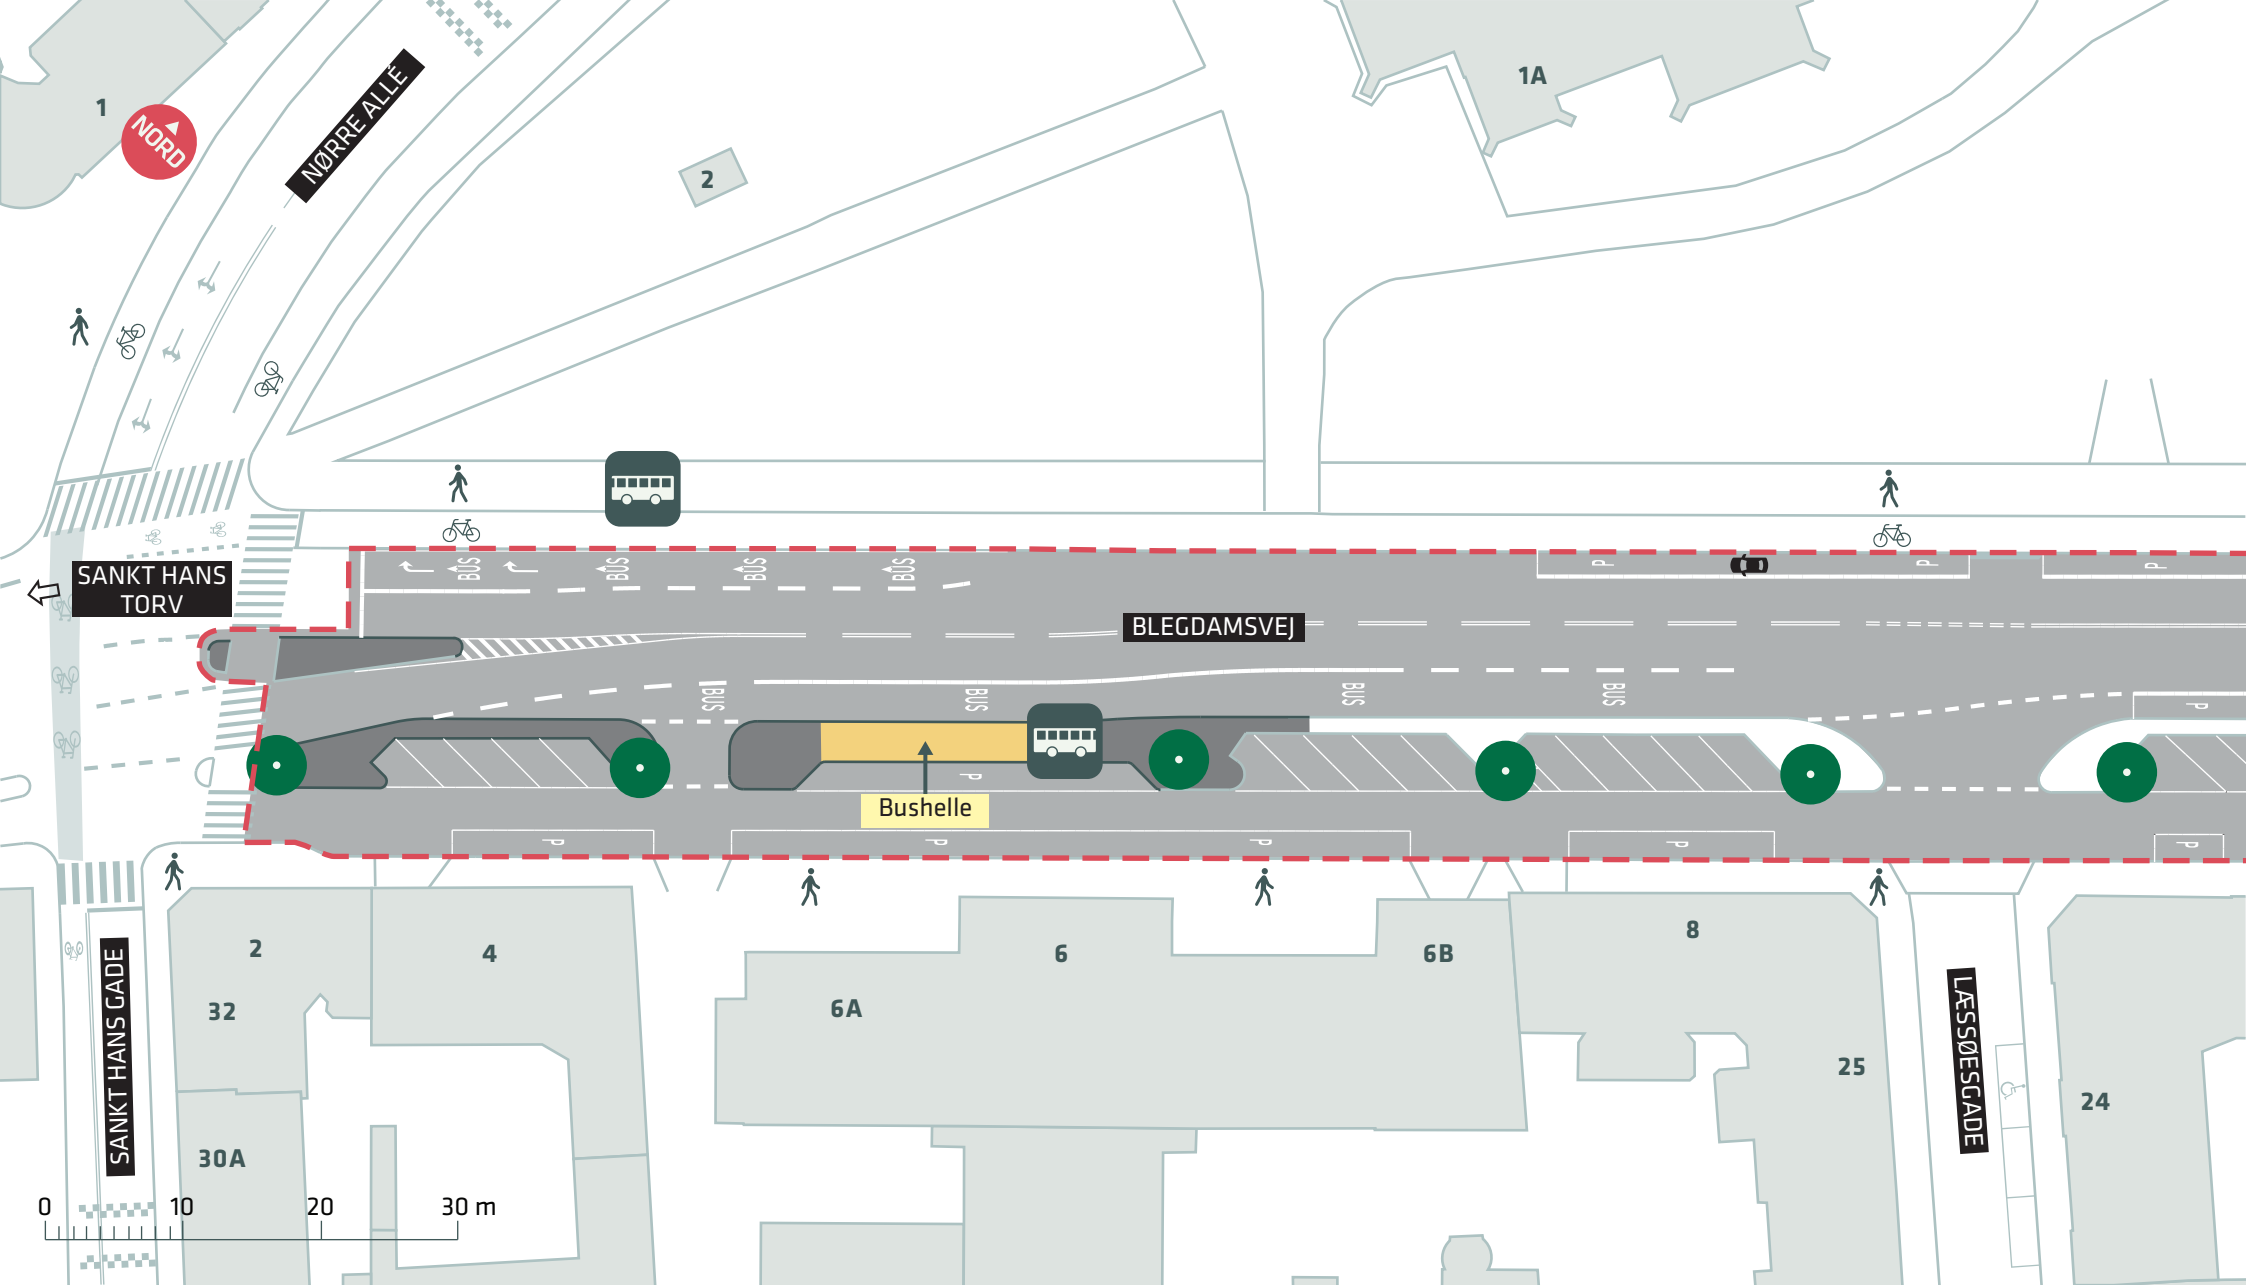 1
NORD
NØRRE ALLÉ
2
1A
SANKT HANS
TORV
BUS
BUS
BUS
BUS
P
P
P
BLEGDAMSVEJ
BUS
BUS
BUS
BUS
P
P
Bushelle
P
P
P
P
P
2
4
6
6B
8
32
6A
25
24
30A
SANKT HANS GADE
LÆSSØESGADE
0
10
20
30 m